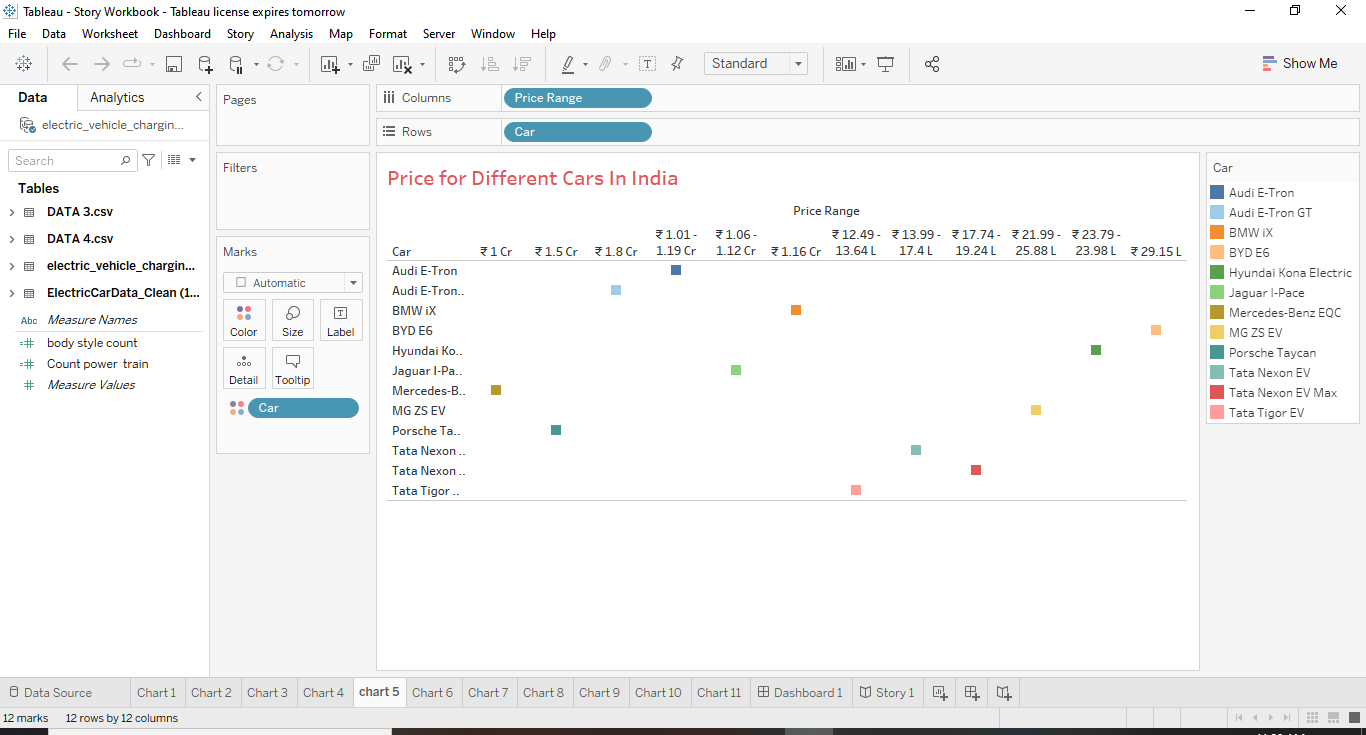 Tableau - Story Workbook - Tableau license expires tomorrow
File Data Worksheet Dashboard Story Analysis Map Format Server Window Help
Standard
Show Me
Data Analytics
electric_vehicle_chargin...
Search
Tables
DATA 3.csv
DATA 4.csv
electric_vehicle_chargin...
ElectricCarData_Clean (1...
Abc Measure Names
body style count
Count power train
Measure Values
Pages
Filters
Marks
Automatic
Color Size Label
Detail Tooltip
Car
Columns Price Range
Rows Car
Price for Different Cars In India
Price Range
Car ₹ 1 Cr ₹ 1.5 Cr ₹ 1.8 Cr ₹ 1.01 - 1.19 Cr ₹ 1.06 - 1.12 Cr ₹ 1.16 Cr ₹ 12.49 - 13.64 L ₹ 13.99 - 17.4 L ₹ 17.74 - 19.24 L ₹ 21.99 - 25.88 L ₹ 23.79 - 23.98 L ₹ 29.15 L
Audi E-Tron
Audi E-Tron..
BMW iX
BYD E6
Hyundai Ko..
Jaguar I-Pa..
Mercedes-B..
MG ZS EV
Porsche Ta..
Tata Nexon ..
Tata Nexon ..
Tata Tigor ..
Car
Audi E-Tron
Audi E-Tron GT
BMW iX
BYD E6
Hyundai Kona Electric
Jaguar I-Pace
Mercedes-Benz EQC
MG ZS EV
Porsche Taycan
Tata Nexon EV
Tata Nexon EV Max
Tata Tigor EV
Data Source Chart 1 Chart 2 Chart 3 Chart 4 chart 5 Chart 6 Chart 7 Chart 8 Chart 9 Chart 10 Chart 11 Dashboard 1 Story 1
12 marks 12 rows by 12 columns